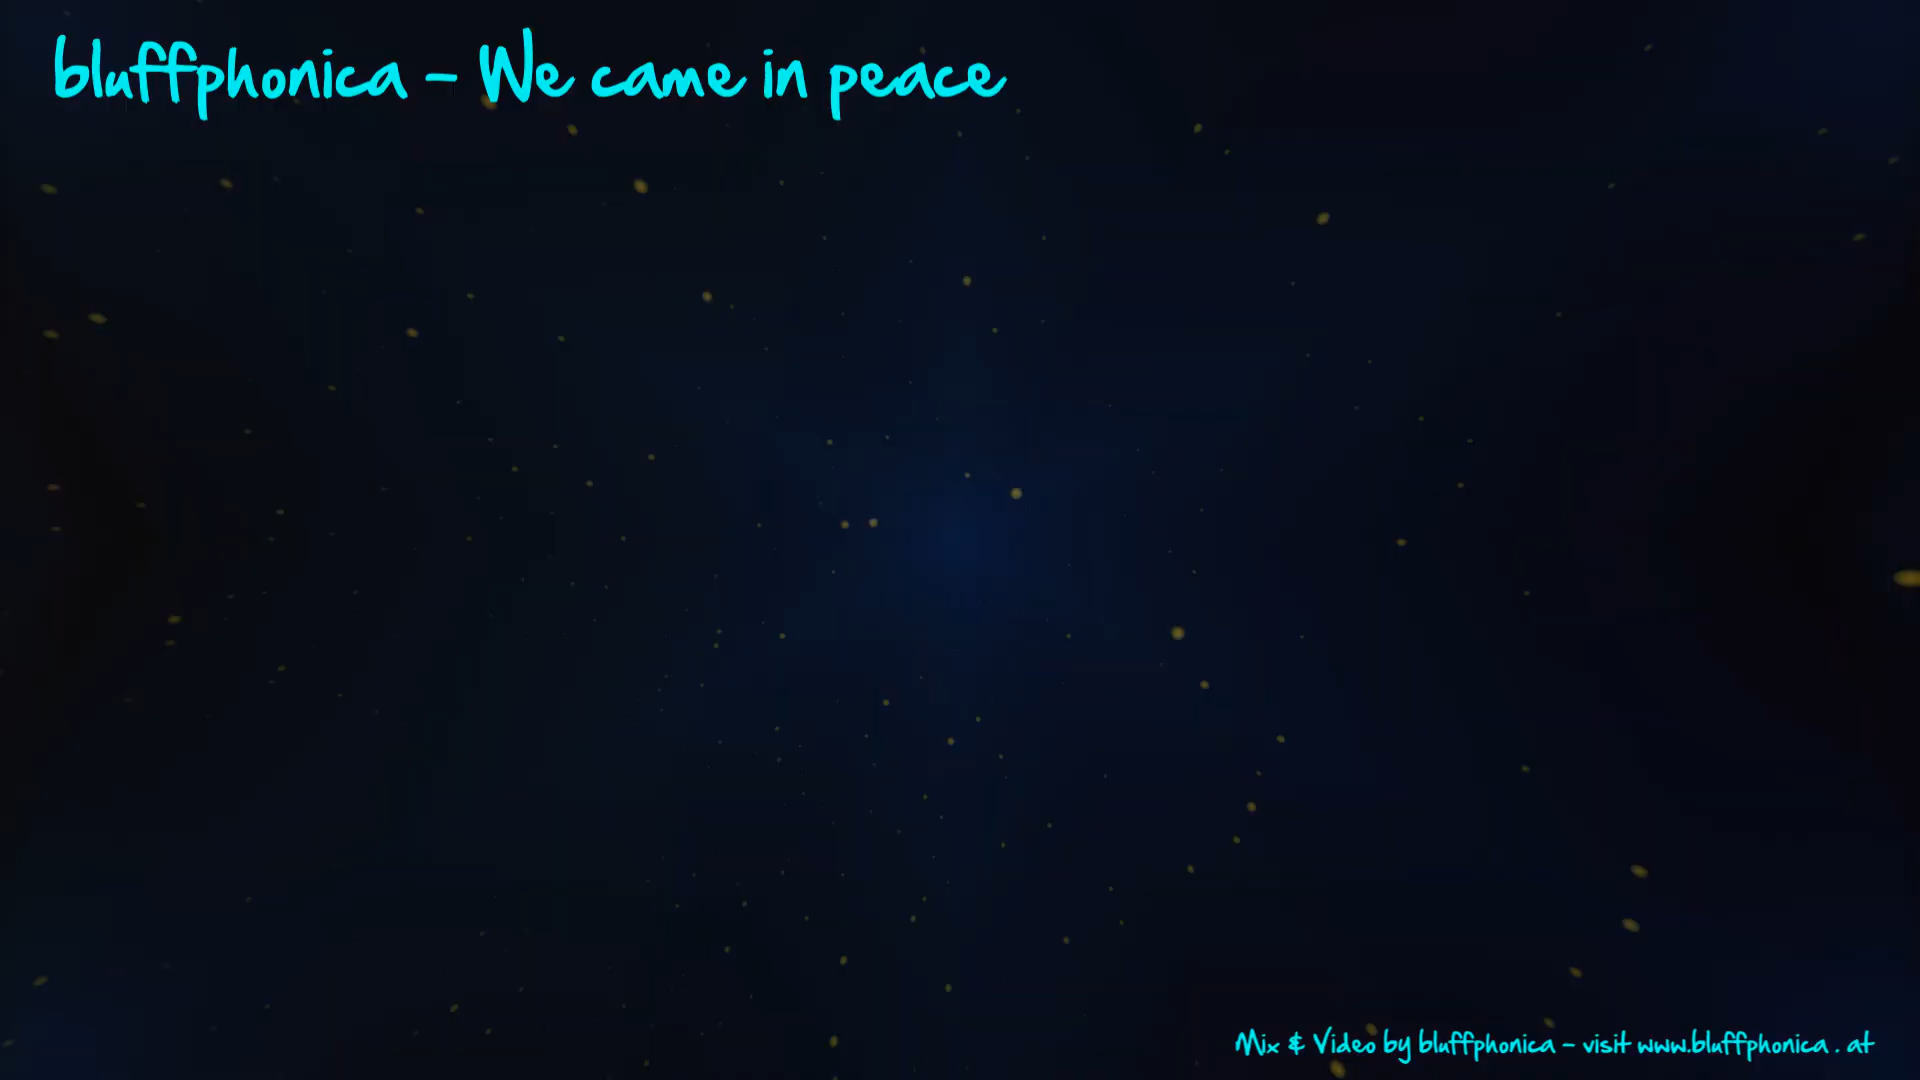 bluffphonica - We came in peace
Mix & Video by bluffphonica - visit www.bluffphonica . at